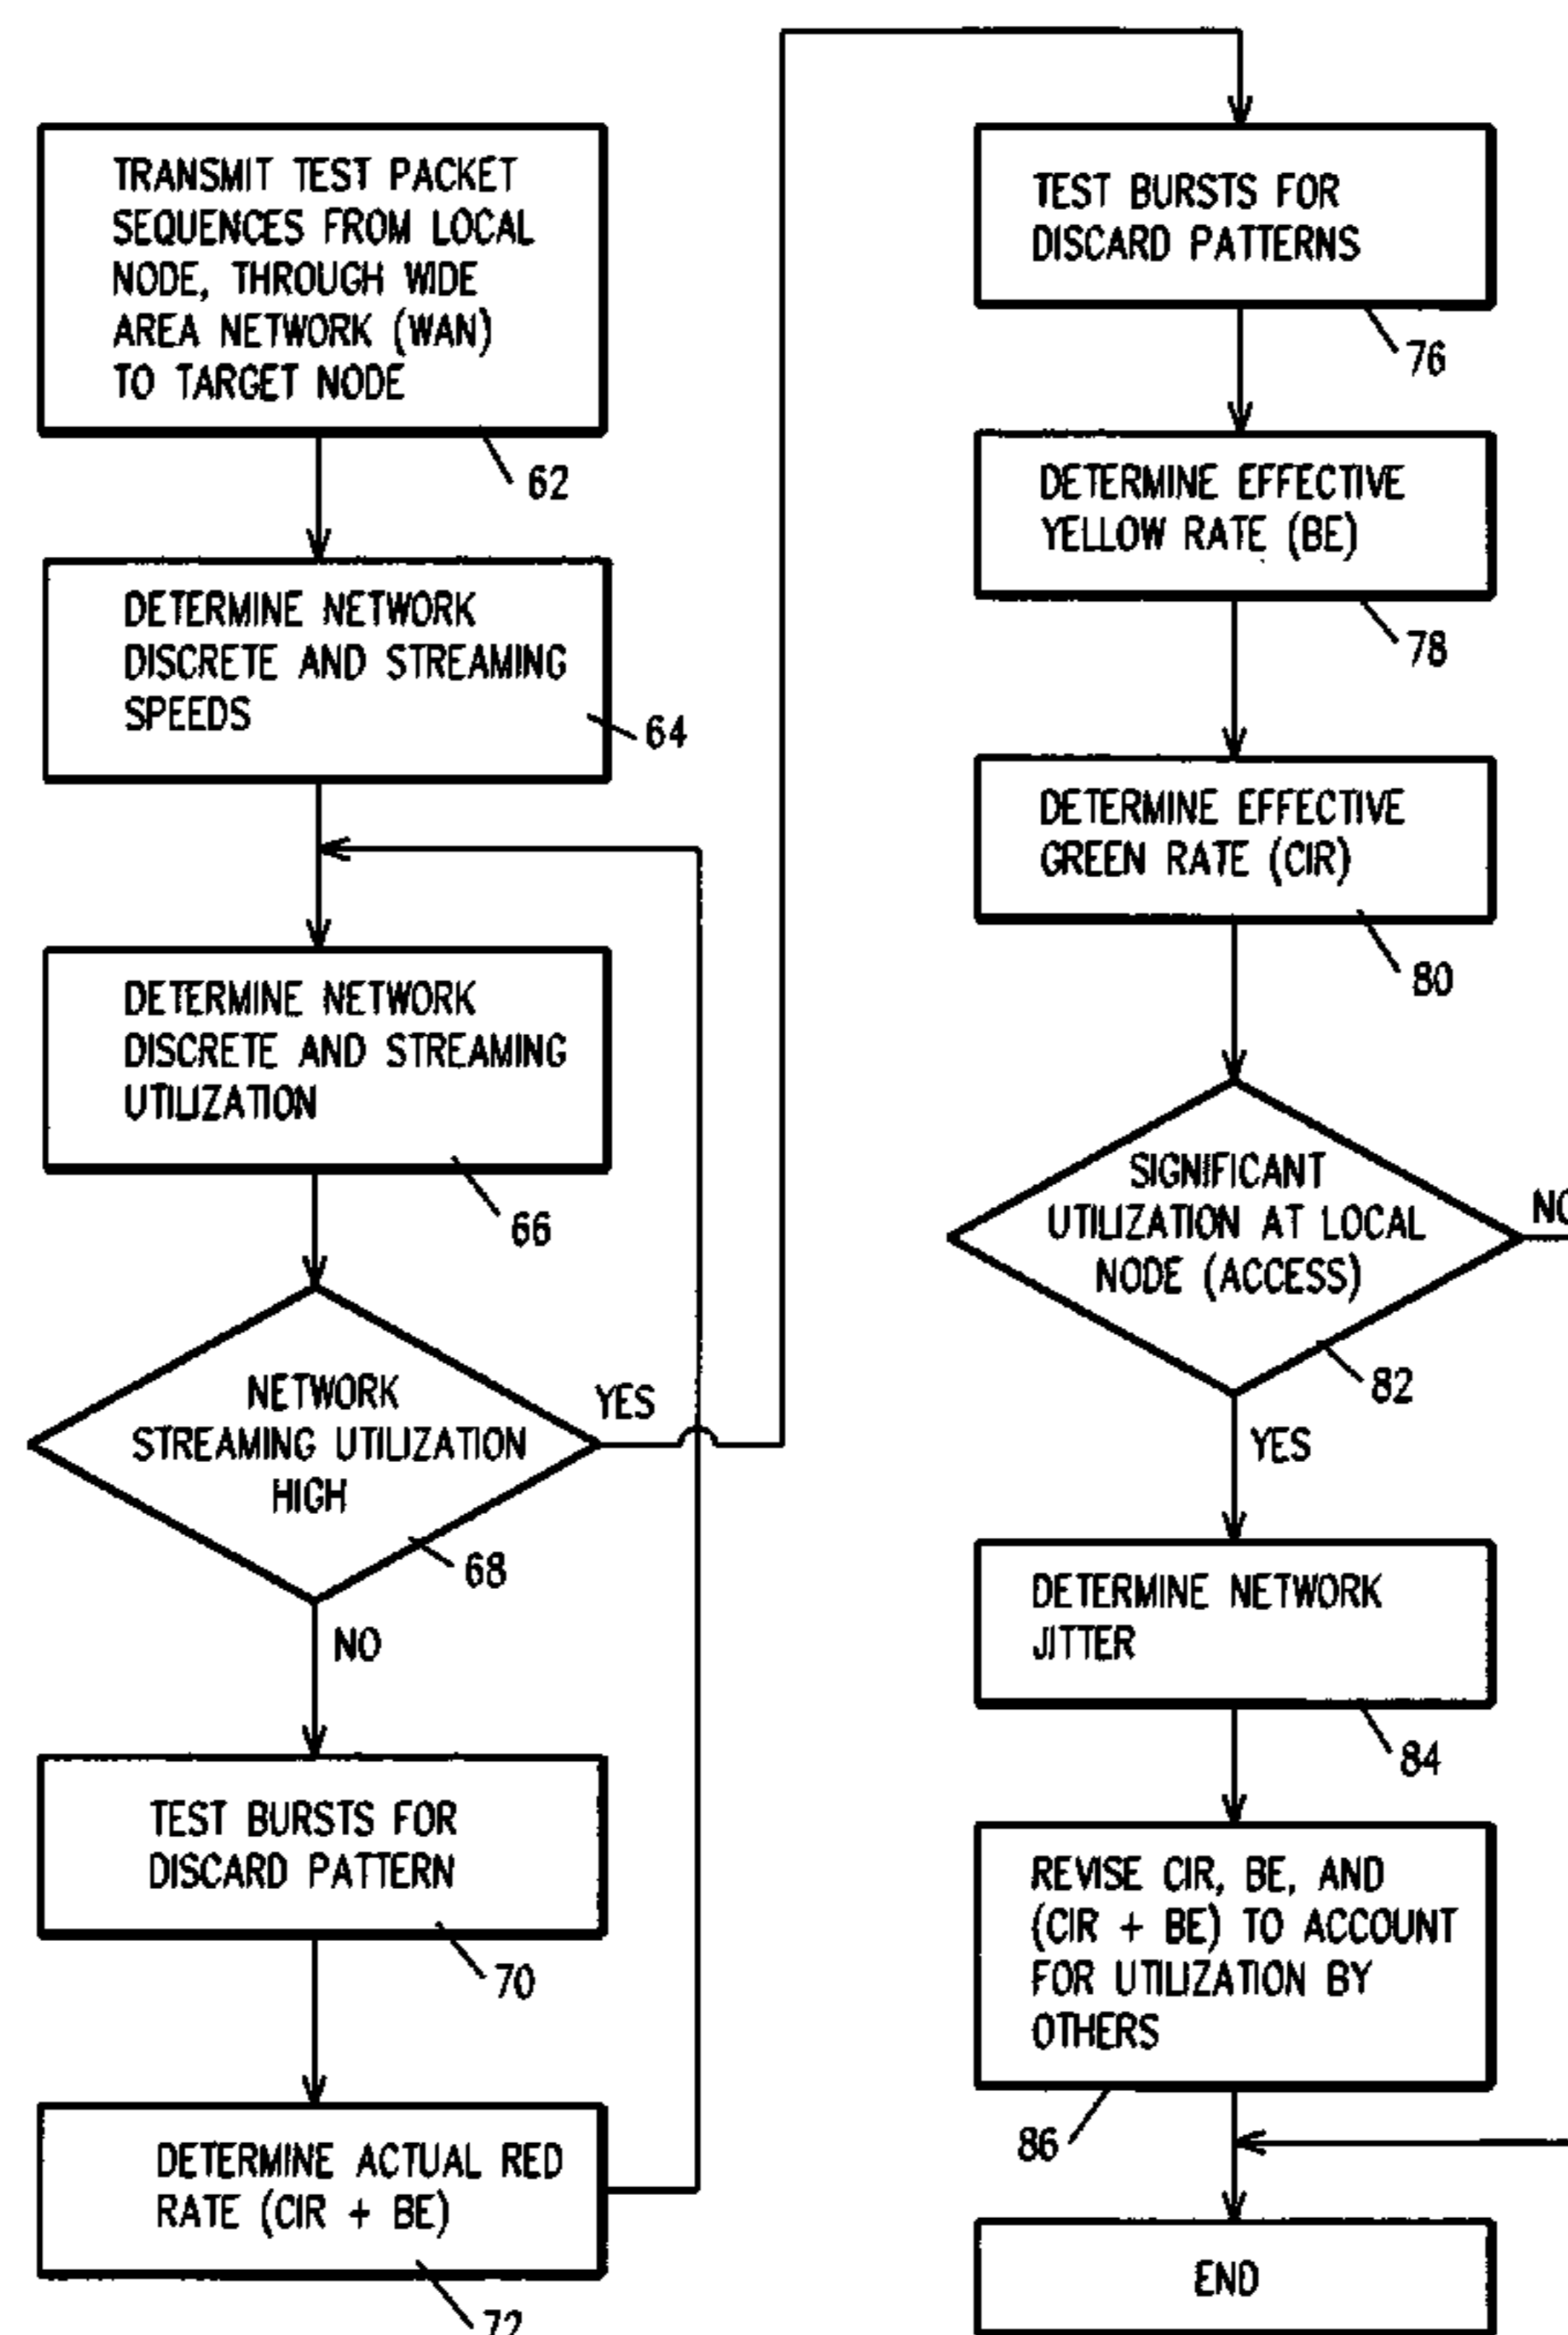 TRANSMIT TEST PACKET
SEQUENCES FROM LOCAL
NODE, THROUGH WIDE
AREA NETWORK (WAN)
TO TARGET NODE
62
DETERMINE NETWORK
DISCRETE AND STREAMING
SPEEDS
64
DETERMINE NETWORK
DISCRETE AND STREAMING
UTILIZATION
66
NETWORK
STREAMING UTILIZATION
HIGH
YES
68
NO
TEST BURSTS FOR
DISCARD PATTERN
70
DETERMINE ACTUAL RED
RATE (CIR + BE)
72
TEST BURSTS FOR
DISCARD PATTERNS
76
DETERMINE EFFECTIVE
YELLOW RATE (BE)
78
DETERMINE EFFECTIVE
GREEN RATE (CIR)
80
SIGNIFICANT
UTILIZATION AT LOCAL
NODE (ACCESS)
NO
82
YES
DETERMINE NETWORK
JITTER
84
REVISE CIR, BE, AND
(CIR + BE) TO ACCOUNT
FOR UTILIZATION BY
OTHERS
86
END